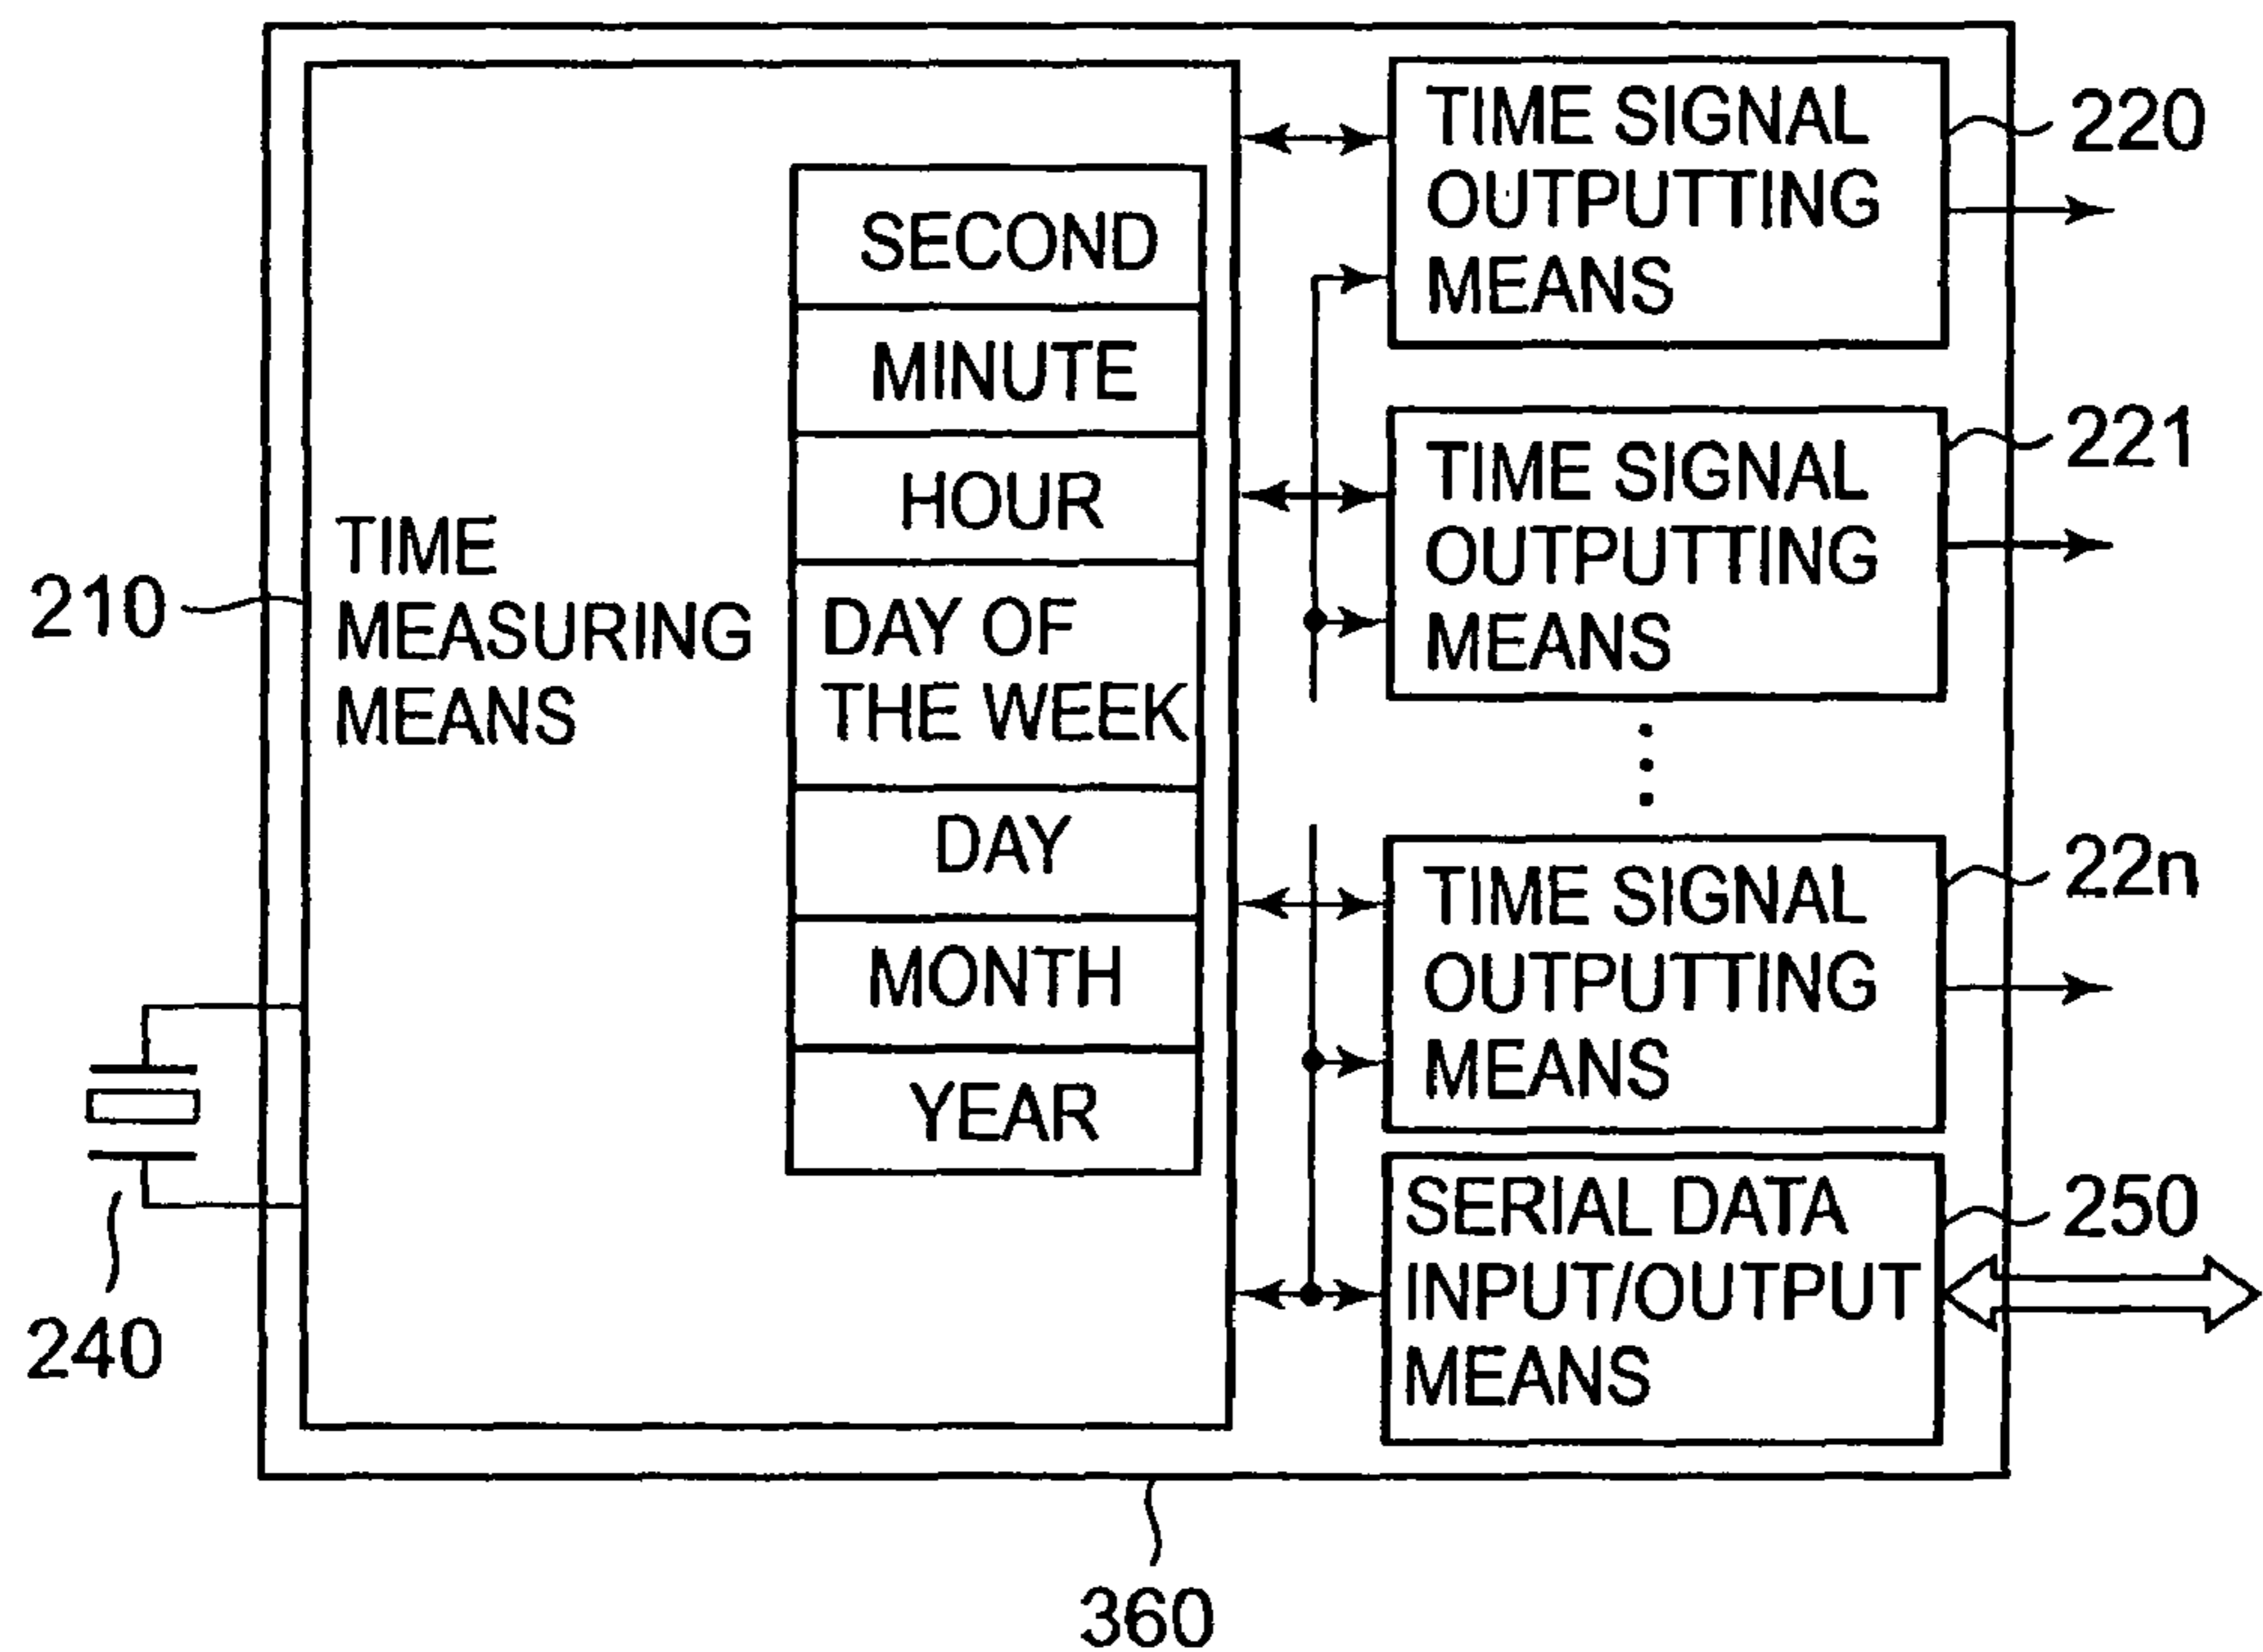 TIME
MEASURING
MEANS
SECOND
MINUTE
HOUR
DAY OF
THE WEEK
DAY
MONTH
YEAR
TIME SIGNAL
OUTPUTTING
MEANS
220
TIME SIGNAL
OUTPUTTING
MEANS
221
TIME SIGNAL
OUTPUTTING
MEANS
22n
SERIAL DATA
INPUT/OUTPUT
MEANS
250
210
240
360